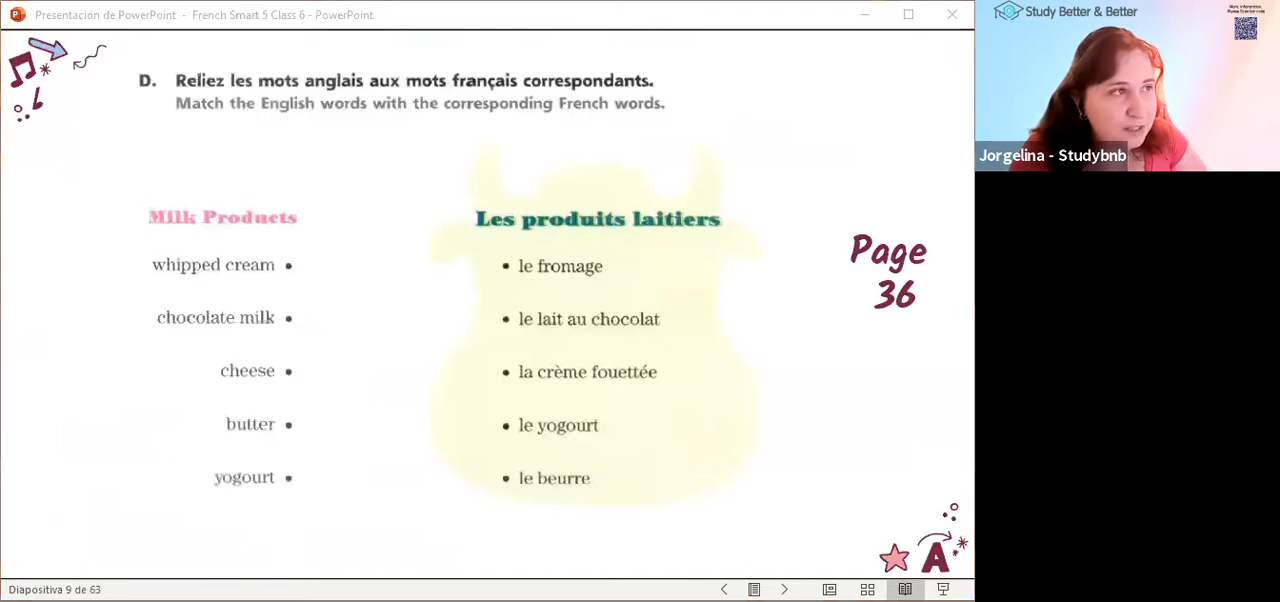 Presentación de PowerPoint - French Smart 5 Class 6 - PowerPoint
Study Better & Better
D. Reliez les mots anglais aux mots français correspondants.
Match the English words with the corresponding French words.
Jorgelina - Studybnb
Milk Products
Les produits laitiers
whipped cream
le fromage
chocolate milk
le lait au chocolat
cheese
la crème fouettée
butter
le yogourt
yogourt
le beurre
Page
36
A
Diapositiva 9 de 63